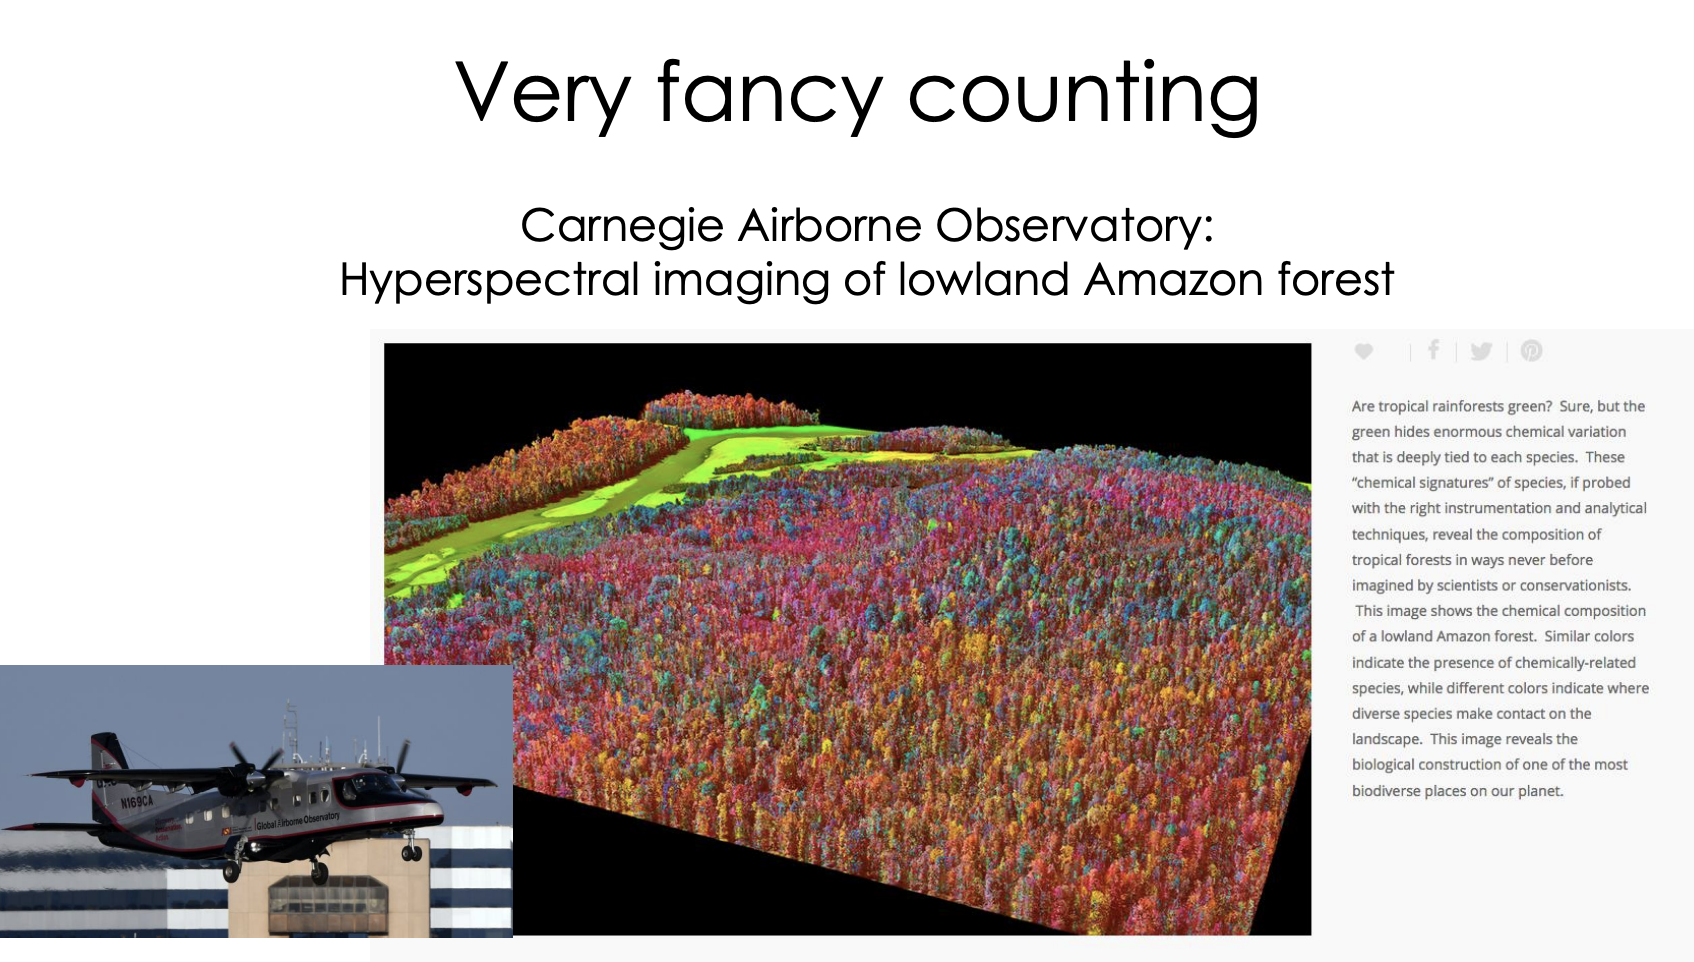 Very fancy counting
Carnegie Airborne Observatory:
Hyperspectral imaging of lowland Amazon forest
Are tropical rainforests green?  Sure, but the
green hides enormous chemical variation
that is deeply tied to each species.  These
“chemical signatures” of species, if probed
with the right instrumentation and analytical
techniques, reveal the composition of
tropical forests in ways never before
imagined by scientists or conservationists.
This image shows the chemical composition
of a lowland Amazon forest.  Similar colors
indicate the presence of chemically-related
species, while different colors indicate where
diverse species make contact on the
landscape.  This image reveals the
biological construction of one of the most
biodiverse places on our planet.
N169CA
Global Airborne Observatory